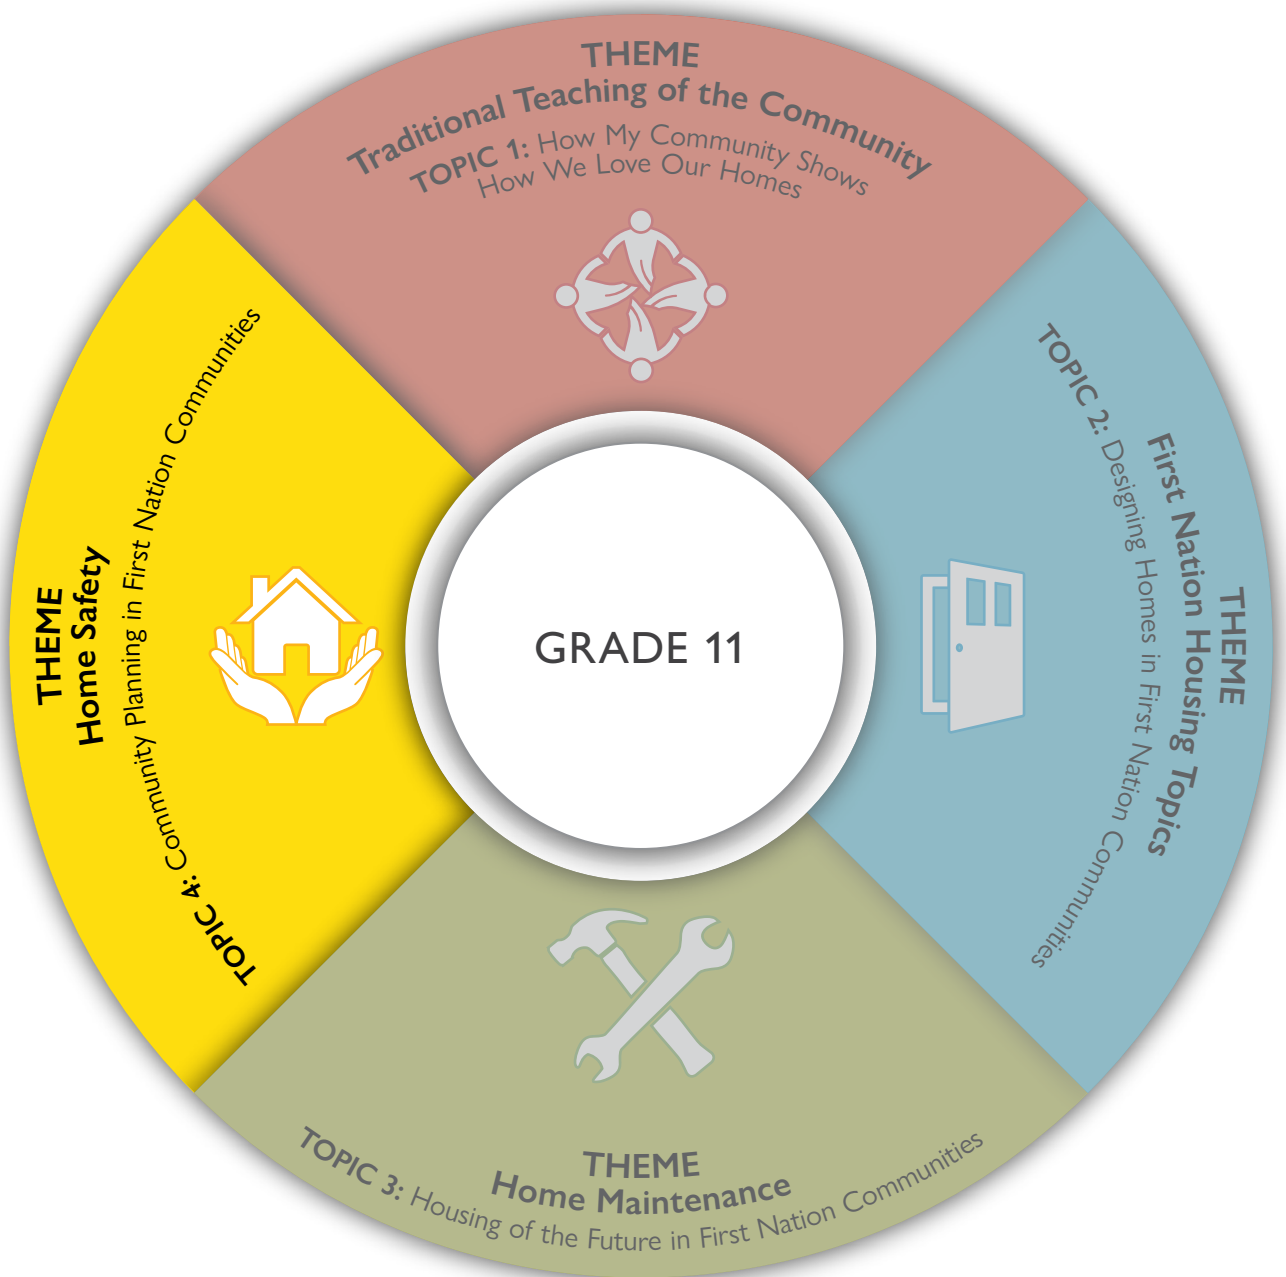 THEME
Traditional Teaching of the Community
TOPIC 1: How My Community Shows
How We Love Our Homes
THEME
First Nation Housing Topics
TOPIC 2: Designing Homes in First Nation Communities
THEME
Home Maintenance
TOPIC 3: Housing of the Future in First Nation Communities
THEME
Home Safety
TOPIC 4: Community Planning in First Nation Communities
GRADE 11